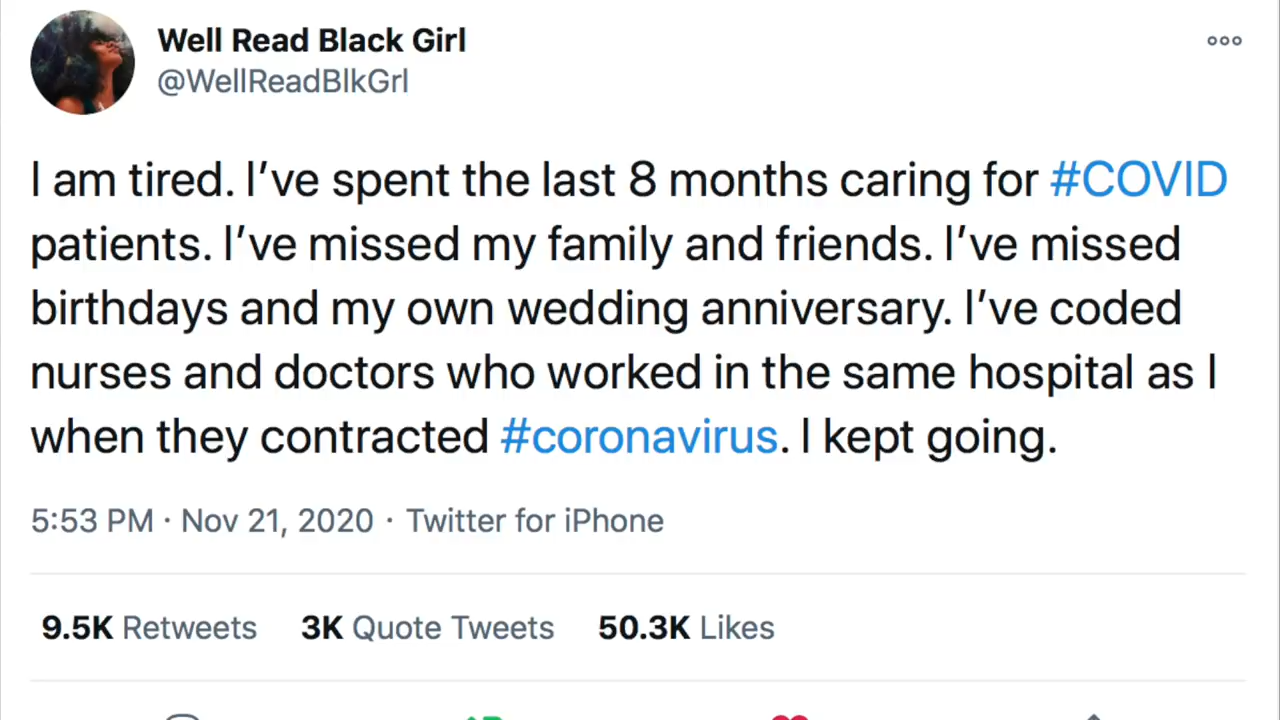 Well Read Black Girl
@WellReadBlkGrl
I am tired. I’ve spent the last 8 months caring for #COVID
patients. I’ve missed my family and friends. I’ve missed
birthdays and my own wedding anniversary. I’ve coded
nurses and doctors who worked in the same hospital as I
when they contracted #coronavirus. I kept going.
5:53 PM · Nov 21, 2020 · Twitter for iPhone
9.5K Retweets 3K Quote Tweets 50.3K Likes